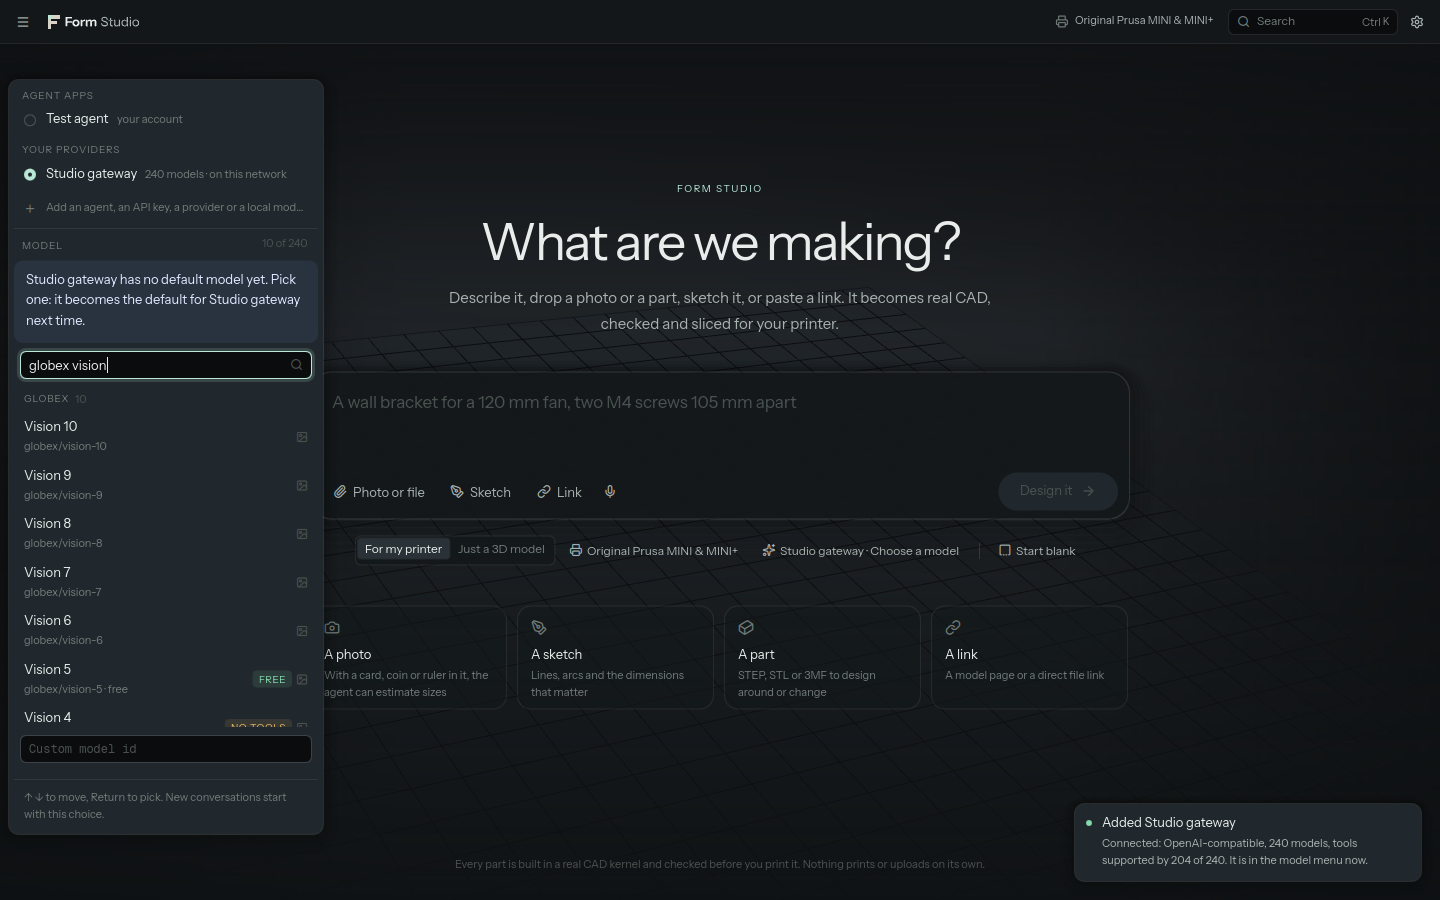 Form Studio
Original Prusa MINI & MINI+
Search
Ctrl K
AGENT APPS
Test agent your account
YOUR PROVIDERS
Studio gateway 240 models · on this network
Add an agent, an API key, a provider or a local mod...
MODEL 10 of 240
Studio gateway has no default model yet. Pick
one: it becomes the default for Studio gateway
next time.
globex vision
GLOBEX 10
Vision 10
globex/vision-10
Vision 9
globex/vision-9
Vision 8
globex/vision-8
Vision 7
globex/vision-7
Vision 6
globex/vision-6
Vision 5
globex/vision-5 · free
FREE
Vision 4
NO TOOLS
Custom model id
↑ ↓ to move, Return to pick. New conversations start
with this choice.
FORM STUDIO
What are we making?
Describe it, drop a photo or a part, sketch it, or paste a link. It becomes real CAD,
checked and sliced for your printer.
A wall bracket for a 120 mm fan, two M4 screws 105 mm apart
Photo or file
Sketch
Link
Design it
For my printer
Just a 3D model
Original Prusa MINI & MINI+
Studio gateway · Choose a model
Start blank
A photo
With a card, coin or ruler in it, the
agent can estimate sizes
A sketch
Lines, arcs and the dimensions
that matter
A part
STEP, STL or 3MF to design
around or change
A link
A model page or a direct file link
Every part is built in a real CAD kernel and checked before you print it. Nothing prints or uploads on its own.
Added Studio gateway
Connected: OpenAI-compatible, 240 models, tools
supported by 204 of 240. It is in the model menu now.